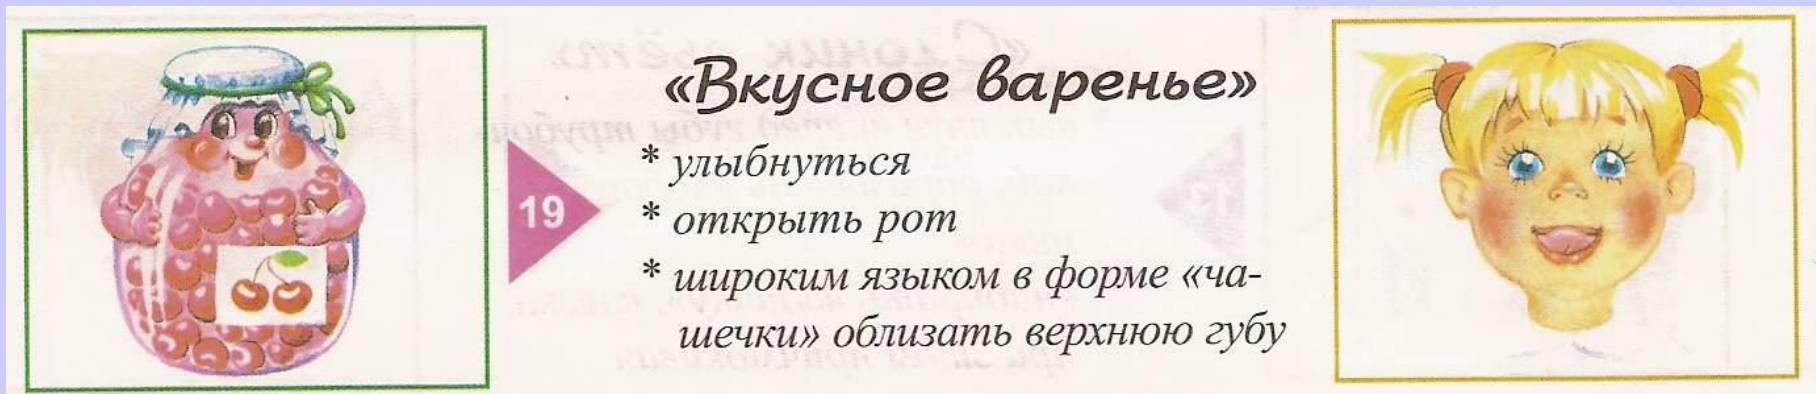 «Вкусное варенье»
* улыбнуться
19
* открыть рот
* широким языком в форме «ча-
шечки» облизать верхнюю губу